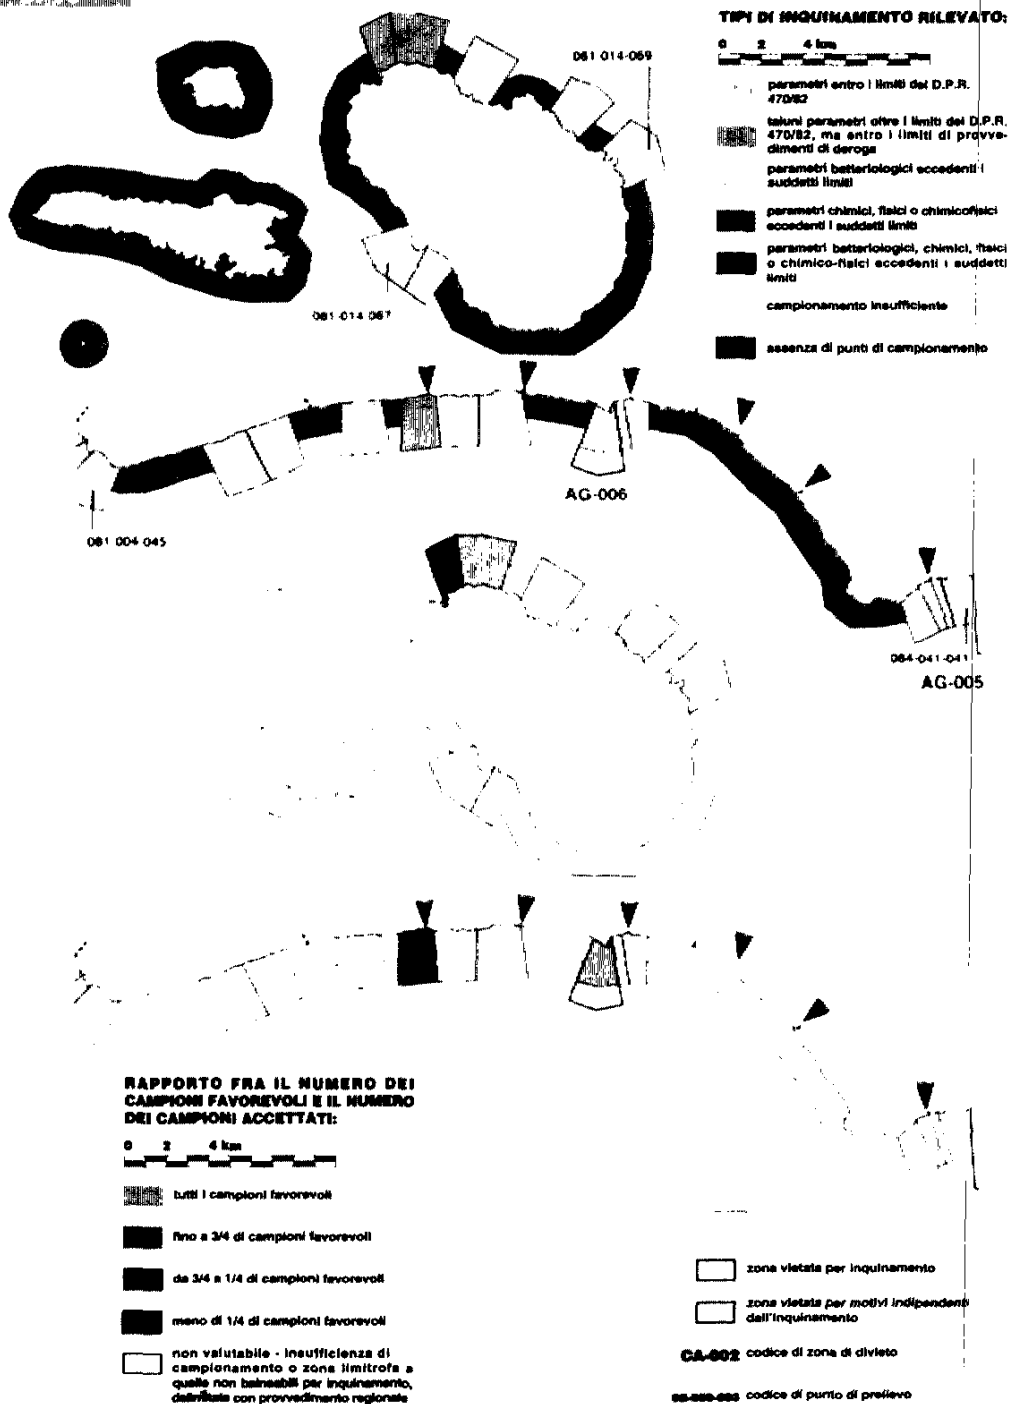 TIPI DI INQUINAMENTO RILEVATO:
0 2 4 km
parametri entro i limiti del D.P.R.
470/82
taluni parametri oltre i limiti del D.P.R.
470/82, ma entro i limiti di provve-
dimenti di deroga
parametri batteriologici eccedenti i
suddetti limiti
parametri chimici, fisici o chimicofisici
eccedenti i suddetti limiti
parametri batteriologici, chimici, fisici
o chimico-fisici eccedenti i suddetti
limiti
campionamento insufficiente
assenza di punti di campionamento
081-014-069
081-014-067
AG-006
081 004 045
084-041-041
AG-005
RAPPORTO FRA IL NUMERO DEI
CAMPIONI FAVOREVOLI E IL NUMERO
DEI CAMPIONI ACCETTATI:
0 2 4 km
tutti i campioni favorevoli
fino a 3/4 di campioni favorevoli
da 3/4 a 1/4 di campioni favorevoli
meno di 1/4 di campioni favorevoli
non valutabile - insufficienza di
campionamento o zona limitrofa a
quelle non balneabili per inquinamento,
delimitate con provvedimento regionale
zona vietata per inquinamento
zona vietata per motivi indipendenti
dall'inquinamento
CA-002 codice di zona di divieto
codice di punto di prelievo